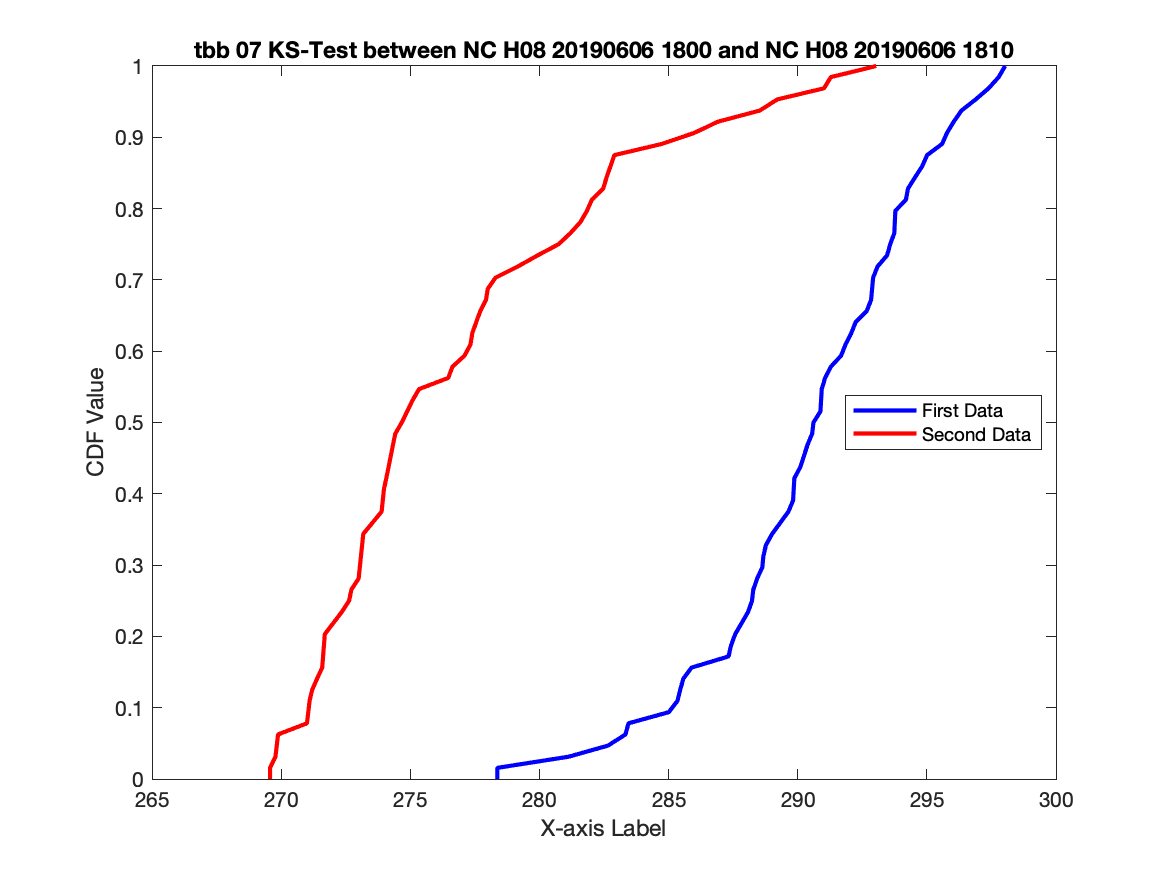 tbb 07 KS-Test between NC H08 20190606 1800 and NC H08 20190606 1810
1
0.9
0.8
0.7
0.6
0.5
0.4
0.3
0.2
0.1
0
CDF Value
First Data
Second Data
265 270 275 280 285 290 295 300
X-axis Label